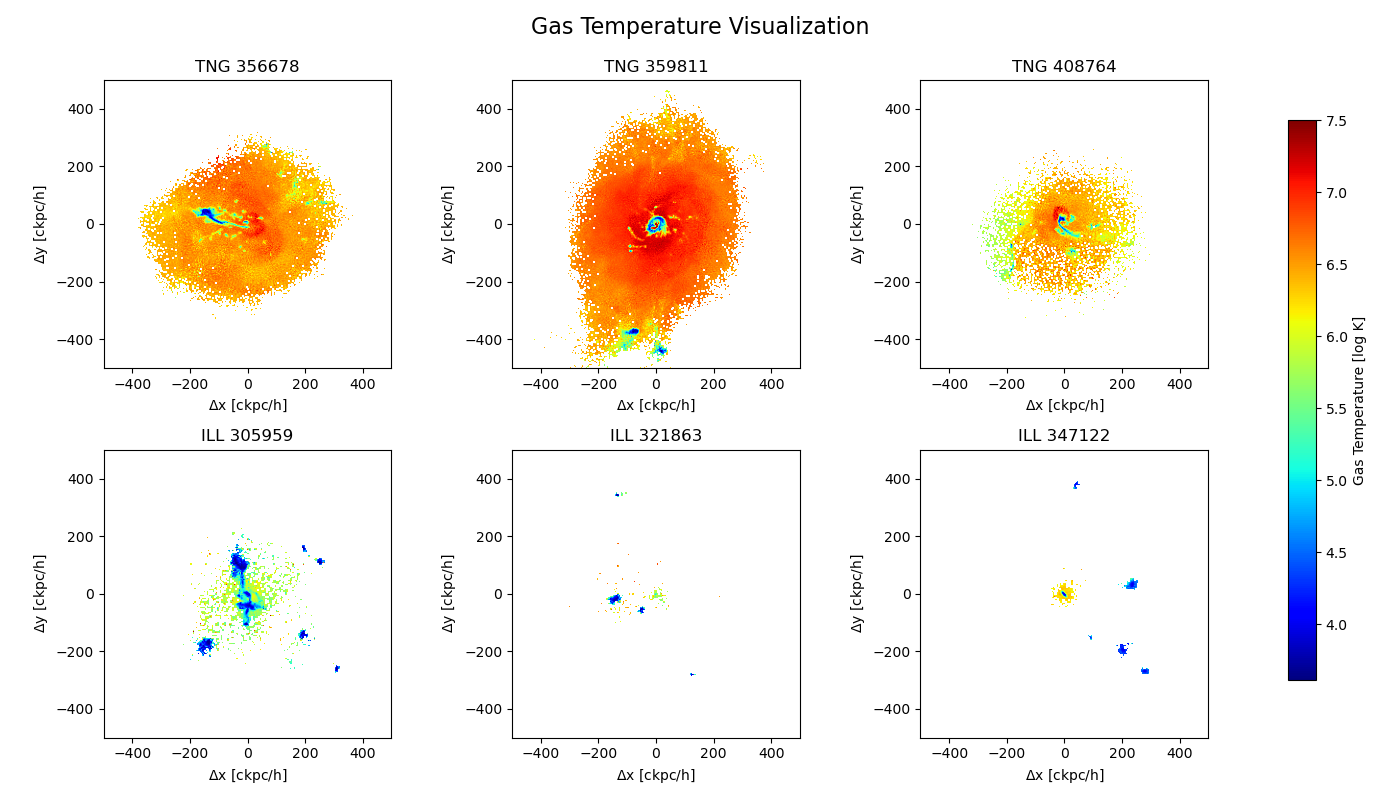 Gas Temperature Visualization
TNG 356678
TNG 359811
TNG 408764
400
200
0
−200
−400
Δy [ckpc/h]
−400 −200 0 200 400
Δx [ckpc/h]
400
200
0
−200
−400
Δy [ckpc/h]
−400 −200 0 200 400
Δx [ckpc/h]
400
200
0
−200
−400
Δy [ckpc/h]
−400 −200 0 200 400
Δx [ckpc/h]
ILL 305959
ILL 321863
ILL 347122
400
200
0
−200
−400
Δy [ckpc/h]
−400 −200 0 200 400
Δx [ckpc/h]
400
200
0
−200
−400
Δy [ckpc/h]
−400 −200 0 200 400
Δx [ckpc/h]
400
200
0
−200
−400
Δy [ckpc/h]
−400 −200 0 200 400
Δx [ckpc/h]
7.5
7.0
6.5
6.0
5.5
5.0
4.5
4.0
Gas Temperature [log K]